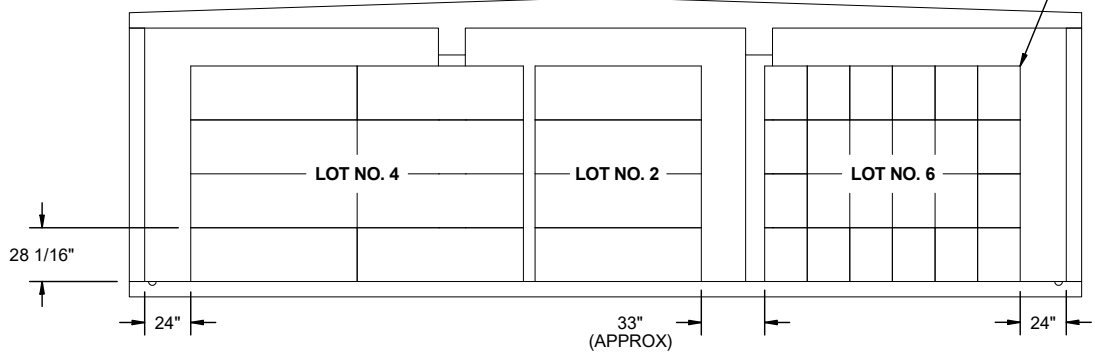 LOT NO. 4
LOT NO. 2
LOT NO. 6
28 1/16"
24"
33"
(APPROX)
24"